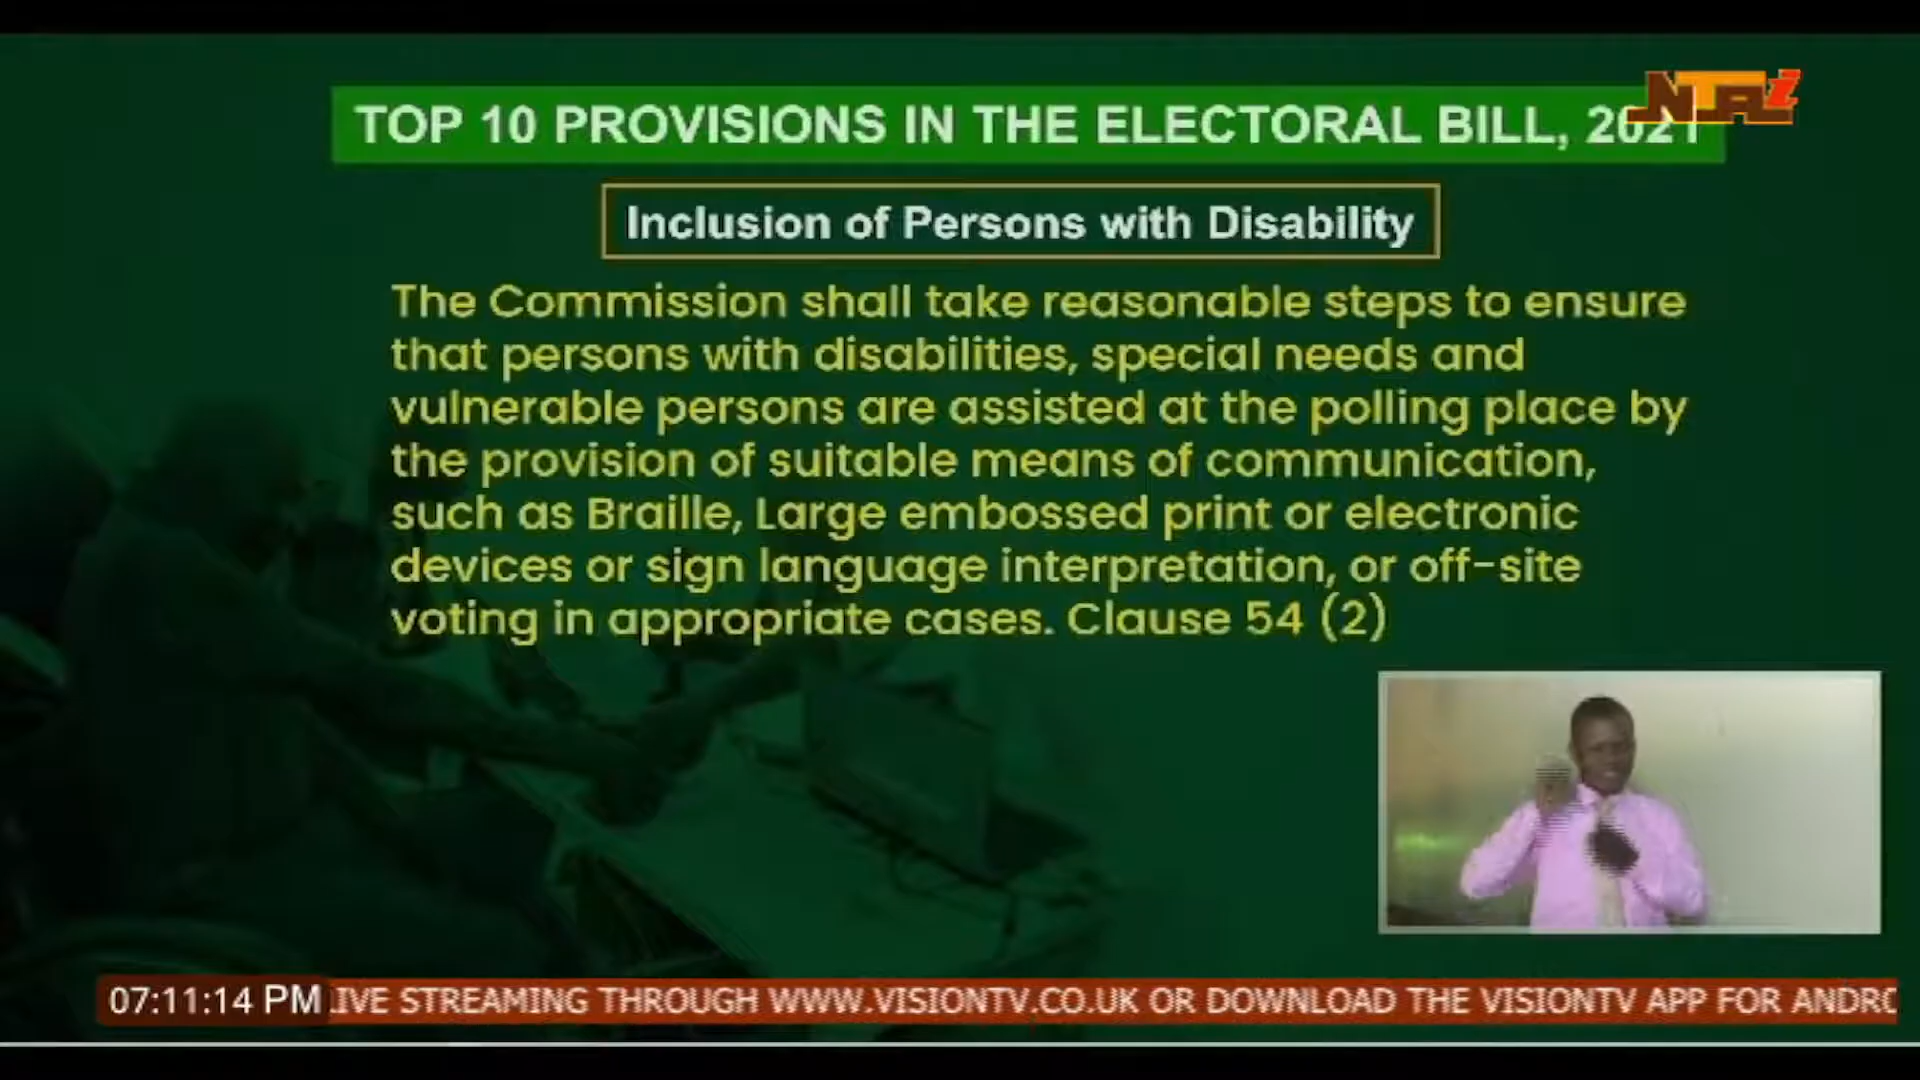 TOP 10 PROVISIONS IN THE ELECTORAL BILL, 2021
NTAi
Inclusion of Persons with Disability
The Commission shall take reasonable steps to ensure
that persons with disabilities, special needs and
vulnerable persons are assisted at the polling place by
the provision of suitable means of communication,
such as Braille, Large embossed print or electronic
devices or sign language interpretation, or off-site
voting in appropriate cases. Clause 54 (2)
07:11:14 PM IVE STREAMING THROUGH WWW.VISIONTV.CO.UK OR DOWNLOAD THE VISIONTV APP FOR ANDRO